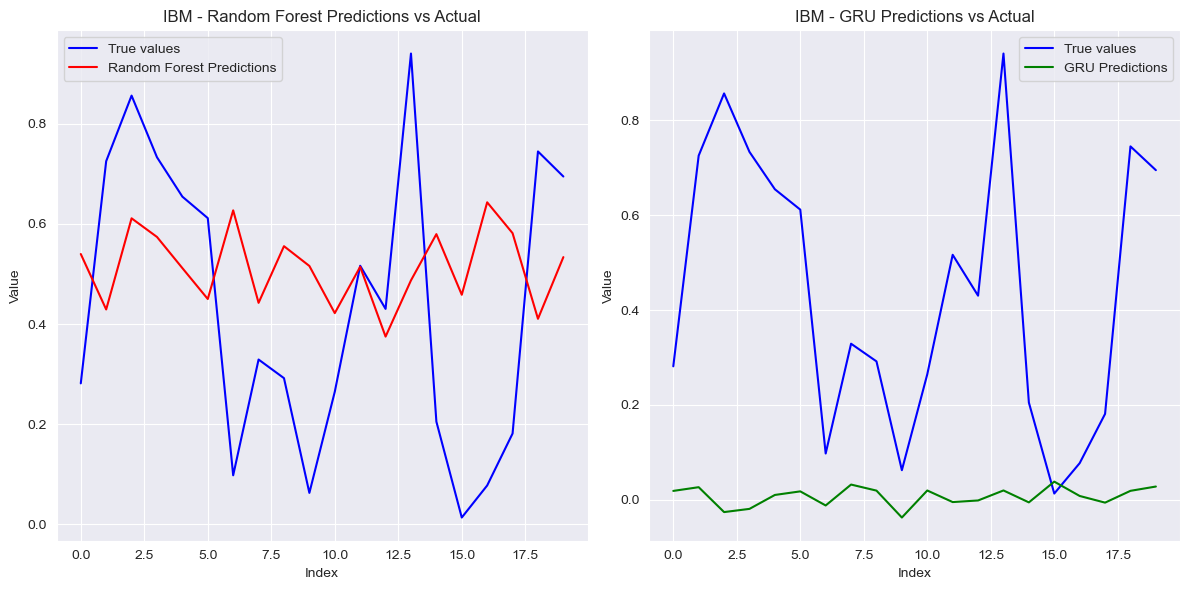 IBM - Random Forest Predictions vs Actual
True values
Random Forest Predictions
Value
0.8
0.6
0.4
0.2
0.0
0.0 2.5 5.0 7.5 10.0 12.5 15.0 17.5
Index
IBM - GRU Predictions vs Actual
True values
GRU Predictions
Value
0.8
0.6
0.4
0.2
0.0
0.0 2.5 5.0 7.5 10.0 12.5 15.0 17.5
Index